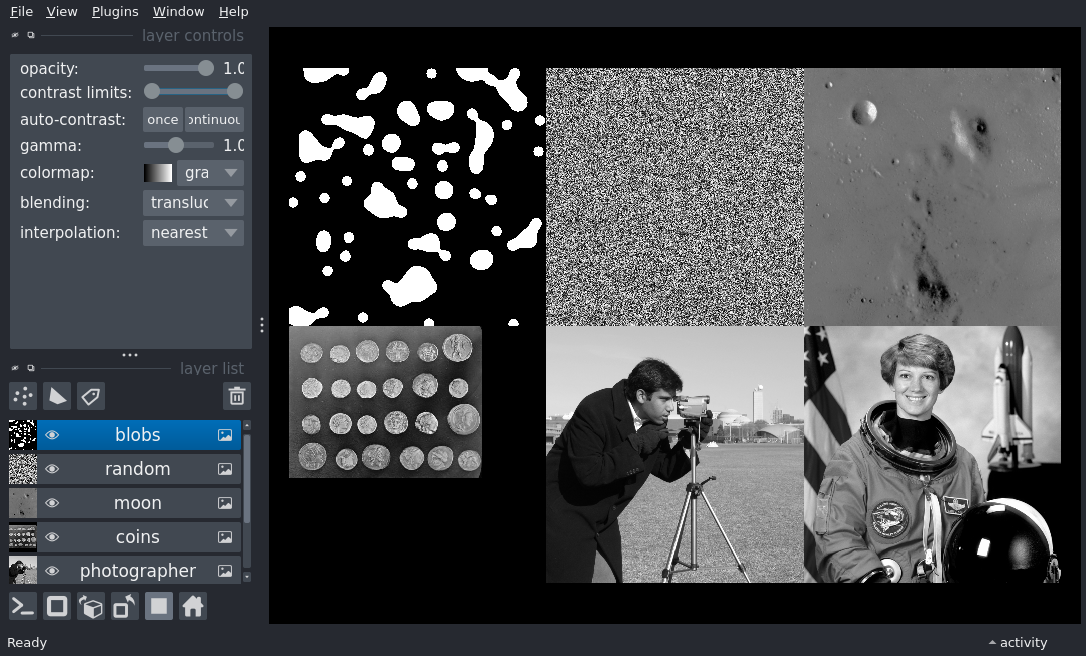 File View Plugins Window Help
layer controls
opacity: 1.0
contrast limits:
auto-contrast: once ontinuou
gamma: 1.0
colormap: gra
blending: transluc
interpolation: nearest
layer list
blobs
random
moon
coins
photographer
Ready
activity